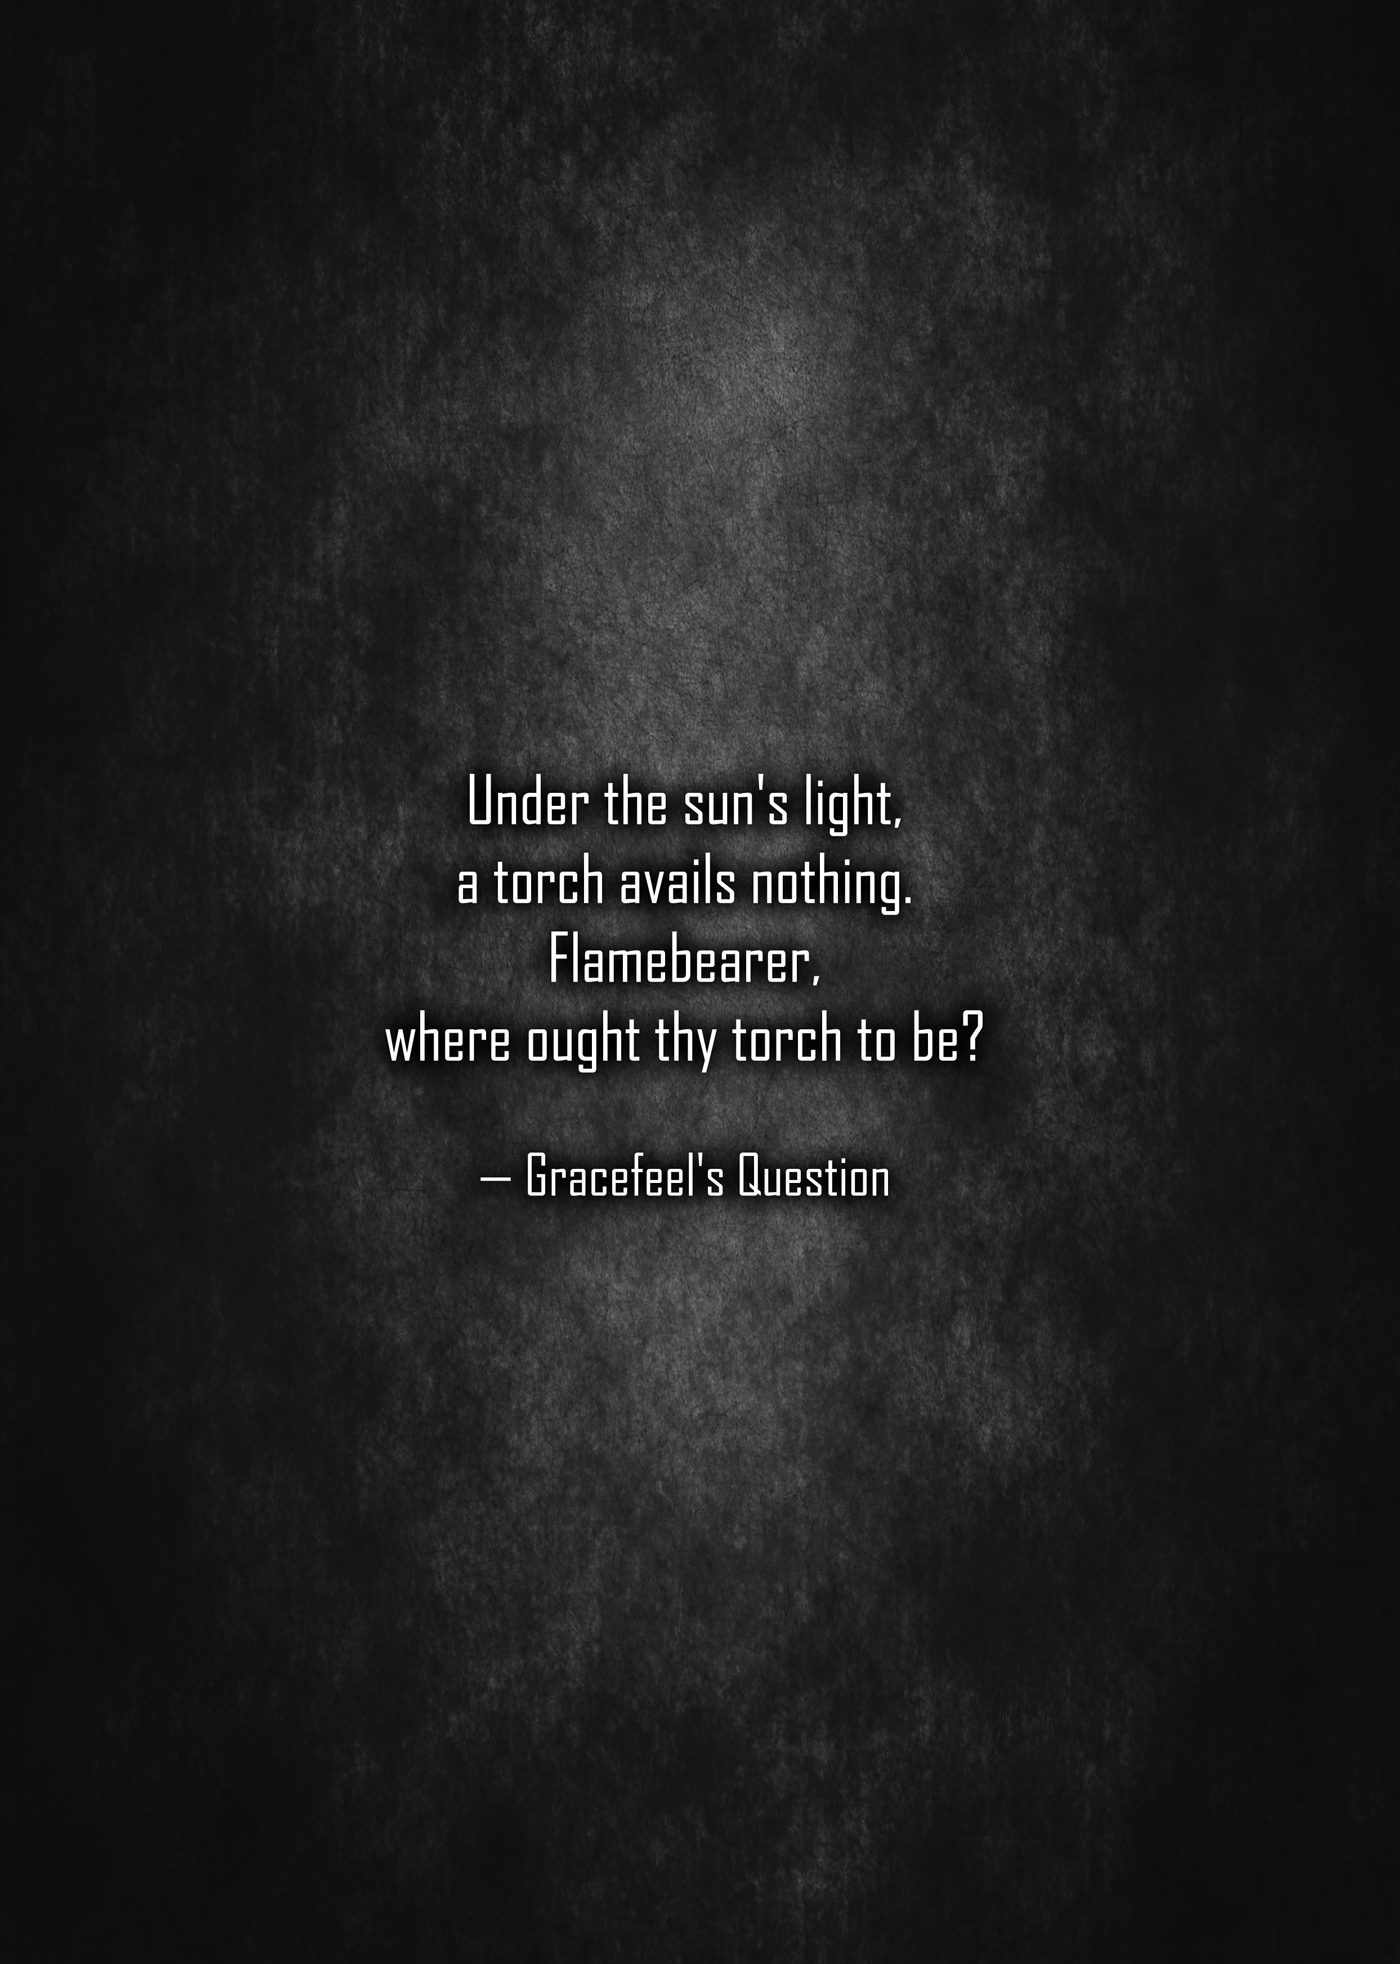 Under the sun's light,
a torch avails nothing.
Flamebearer,
where ought thy torch to be?
— Gracefeel's Question